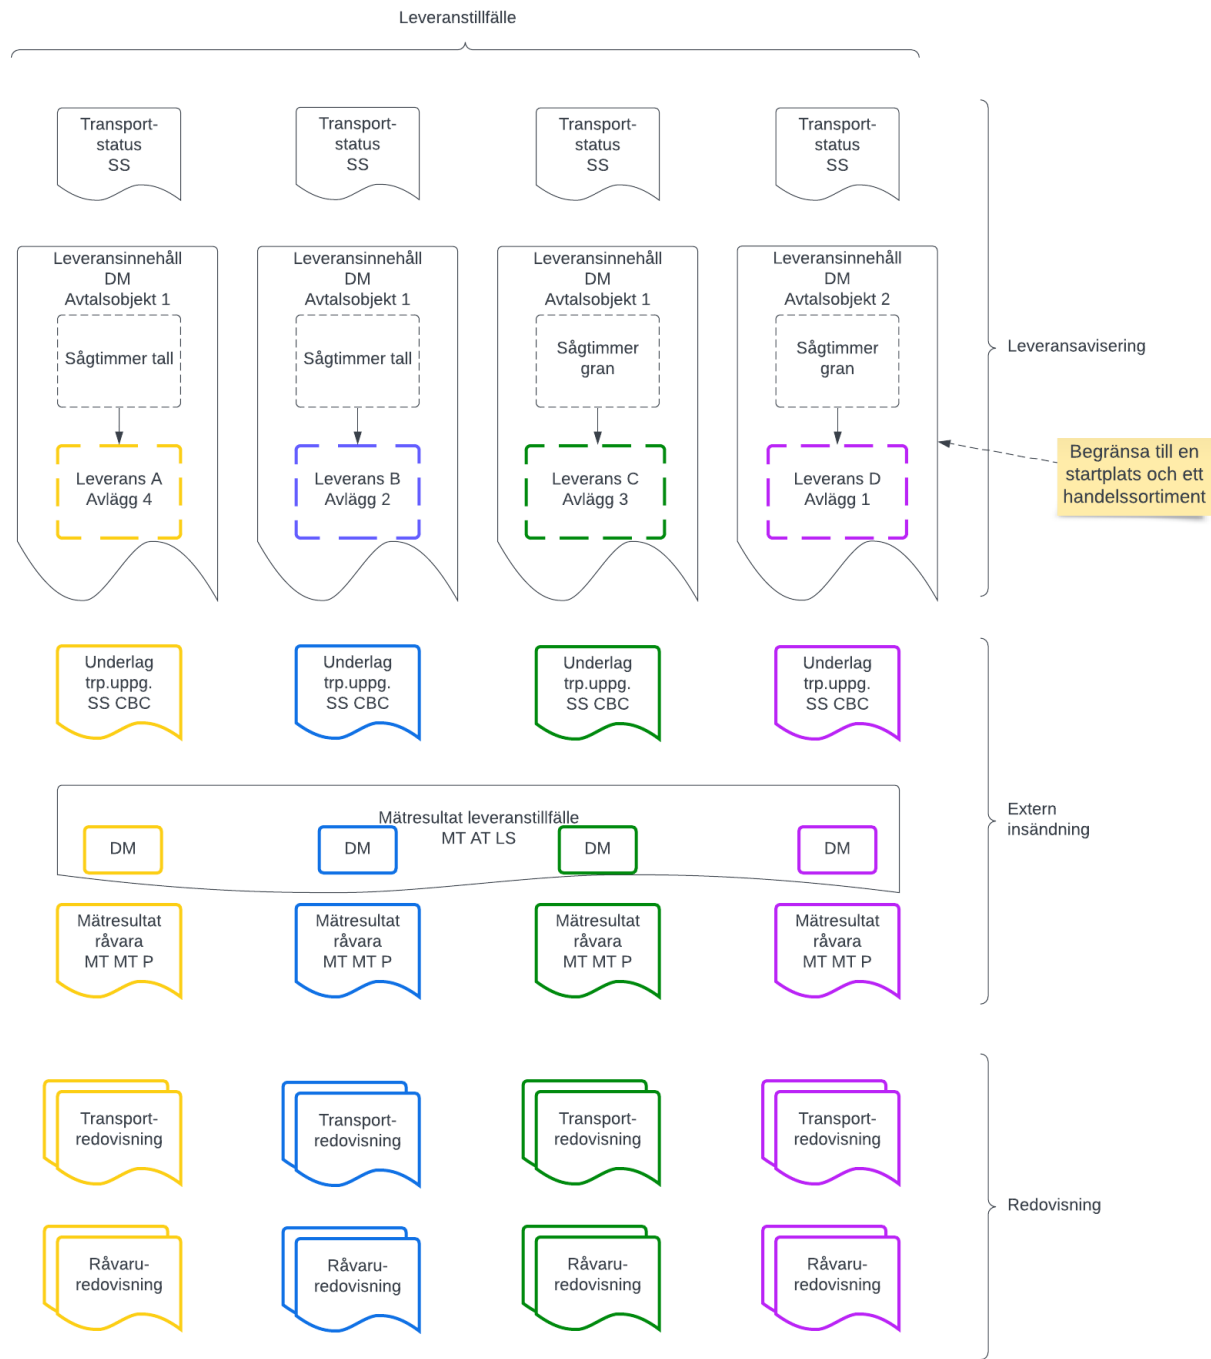 Leveranstillfälle
Transport-
status
SS
Transport-
status
SS
Transport-
status
SS
Transport-
status
SS
Leveransinnehåll
DM
Avtalsobjekt 1
Sågtimmer tall
Leverans A
Avlägg 4
Leveransinnehåll
DM
Avtalsobjekt 1
Sågtimmer tall
Leverans B
Avlägg 2
Leveransinnehåll
DM
Avtalsobjekt 1
Sågtimmer
gran
Leverans C
Avlägg 3
Leveransinnehåll
DM
Avtalsobjekt 2
Sågtimmer
gran
Leverans D
Avlägg 1
Leveransavisering
Begränsa till en
startplats och ett
handelssortiment
Underlag
trp.uppg.
SS CBC
Underlag
trp.uppg.
SS CBC
Underlag
trp.uppg.
SS CBC
Underlag
trp.uppg.
SS CBC
Mätresultat leveranstillfälle
MT AT LS
DM
DM
DM
DM
Extern
insändning
Mätresultat
råvara
MT MT P
Mätresultat
råvara
MT MT P
Mätresultat
råvara
MT MT P
Mätresultat
råvara
MT MT P
Transport-
redovisning
Transport-
redovisning
Transport-
redovisning
Transport-
redovisning
Redovisning
Råvaru-
redovisning
Råvaru-
redovisning
Råvaru-
redovisning
Råvaru-
redovisning